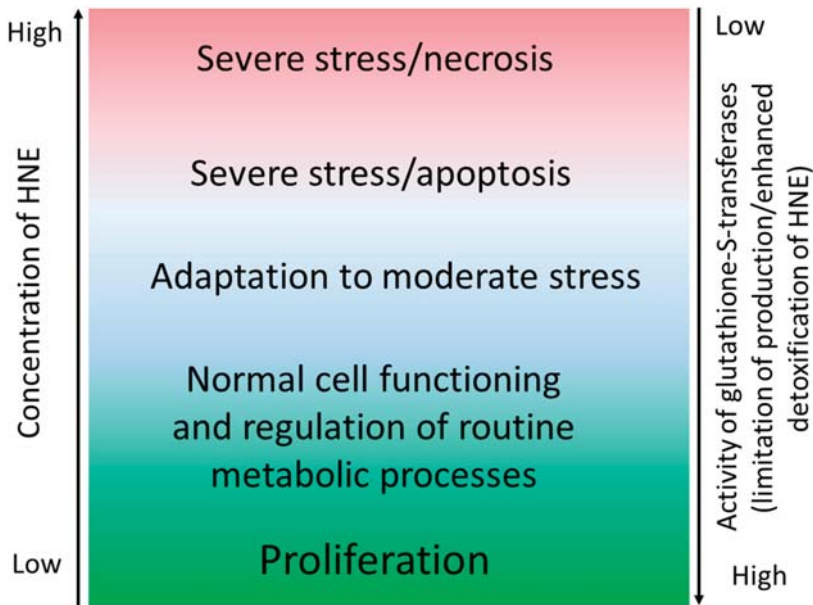 High
Concentration of HNE
Low
Severe stress/necrosis
Severe stress/apoptosis
Adaptation to moderate stress
Normal cell functioning
and regulation of routine
metabolic processes
Proliferation
Low
Activity of glutathione-S-transferases
(limitation of production/enhanced
detoxification of HNE)
High